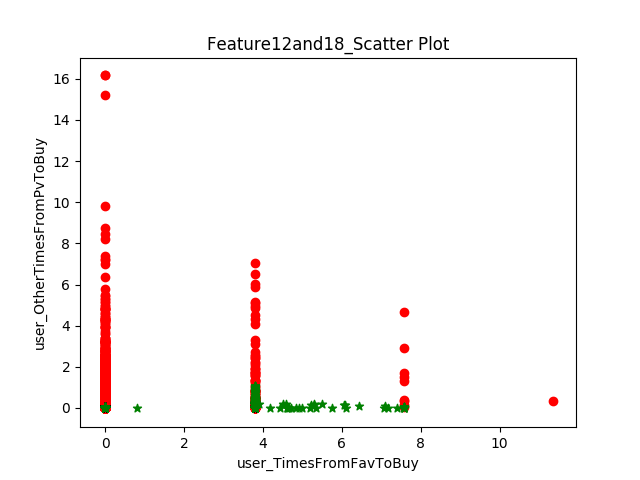 Feature12and18_Scatter Plot
16
14
12
10
8
6
4
2
0
user_OtherTimesFromPvToBuy
0 2 4 6 8 10
user_TimesFromFavToBuy